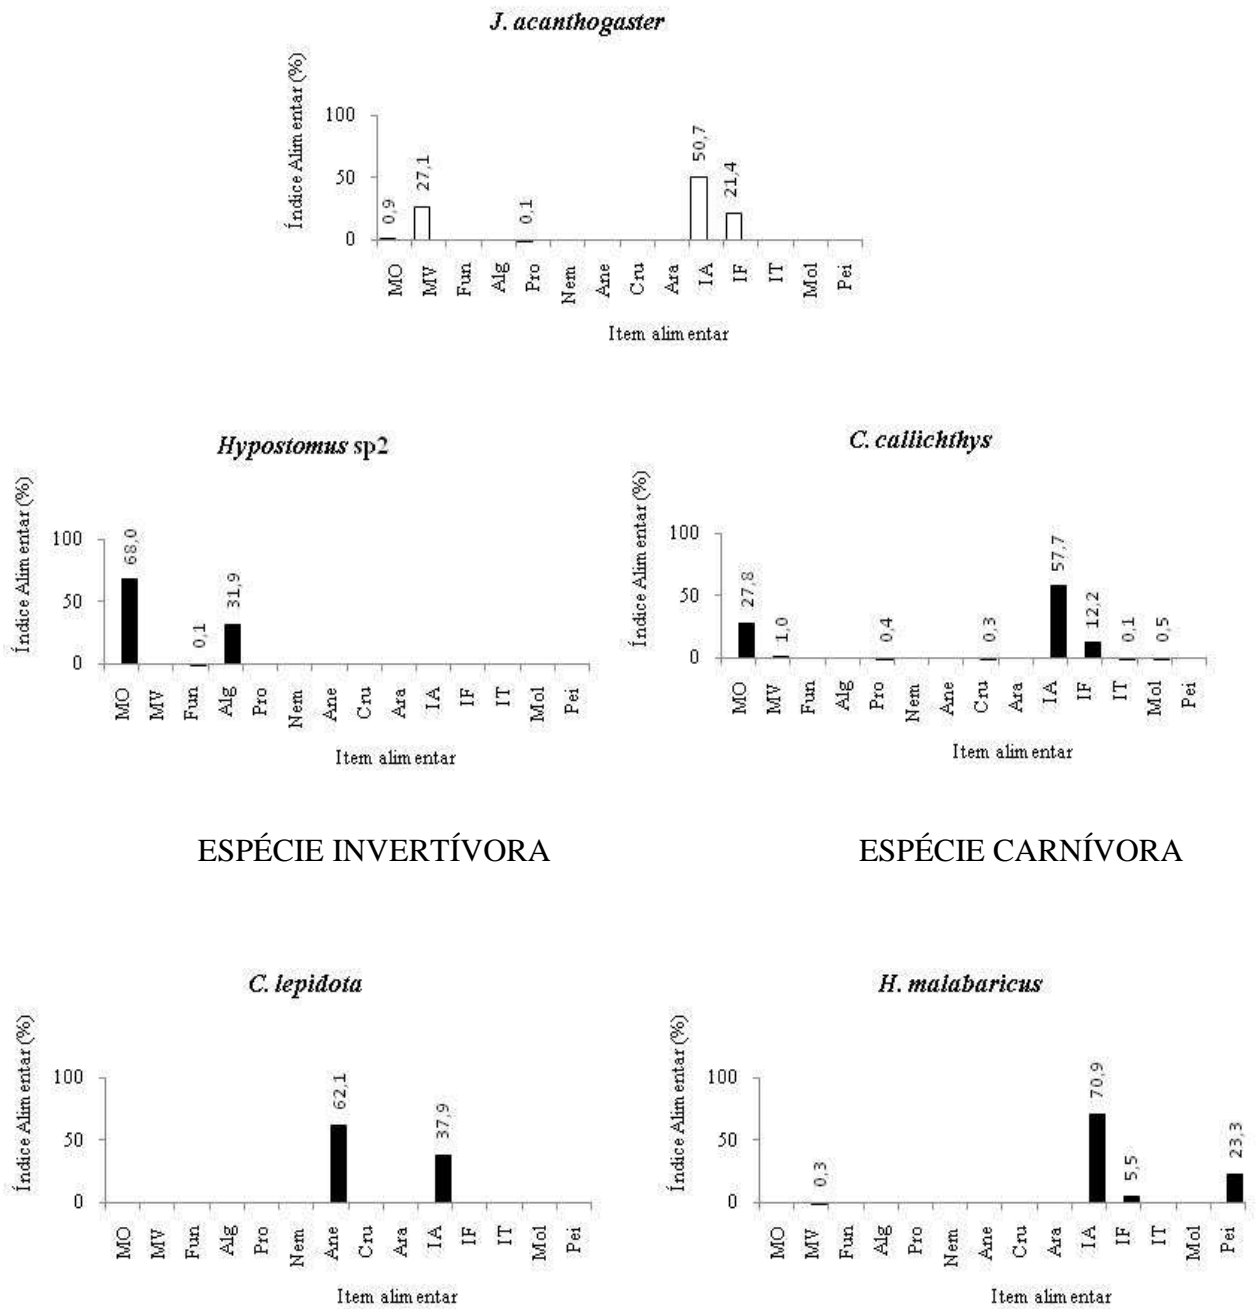 J. acanthogaster
Índice Alimentar (%)
100
50
0
0,9
27,1
0,1
50,7
21,4
MO MV Fun Alg Pro Nem Ane Cru Ara IA IF IT Mol Pei
Item alimentar
Hypostomus sp2
Índice Alimentar (%)
100
50
0
68,0
0,1
31,9
MO MV Fun Alg Pro Nem Ane Cru Ara IA IF IT Mol Pei
Item alimentar
C. callichthys
Índice Alimentar (%)
100
50
0
27,8
1,0
0,4
0,3
57,7
12,2
0,1
0,5
MO MV Fun Alg Pro Nem Ane Cru Ara IA IF IT Mol Pei
Item alimentar
ESPÉCIE INVERTÍVORA
ESPÉCIE CARNÍVORA
C. lepidota
Índice Alimentar (%)
100
50
0
62,1
37,9
MO MV Fun Alg Pro Nem Ane Cru Ara IA IF IT Mol Pei
Item alimentar
H. malabaricus
Índice Alimentar (%)
100
50
0
0,3
70,9
5,5
23,3
MO MV Fun Alg Pro Nem Ane Cru Ara IA IF IT Mol Pei
Item alimentar